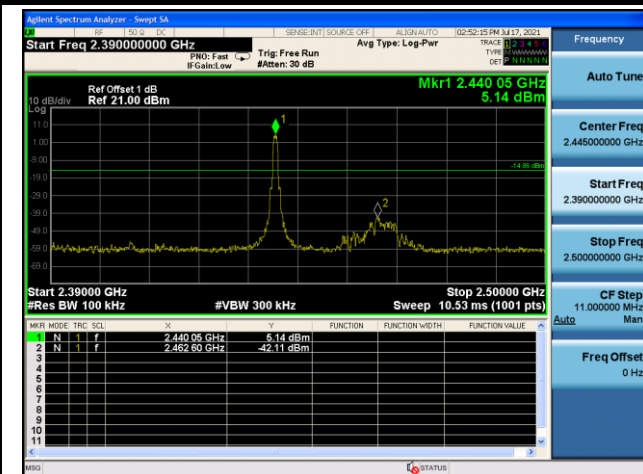 Agilent Spectrum Analyzer - Swept SA
RF 50 Ω DC SENSE:INT SOURCE OFF ALIGN AUTO 02:52:15 PM Jul 17, 2021
Start Freq 2.390000000 GHz
PNO: Fast
IFGain:Low
Trig: Free Run
#Atten: 30 dB
Avg Type: Log-Pwr
TRACE 1 2 3 4 5 6
TYPE M WWWWW
DET P N N N N N
Ref Offset 1 dB
Ref 21.00 dBm
10 dB/div
Log
Mkr1 2.440 05 GHz
5.14 dBm
11.0
1.00
-9.00
-19.0
-29.0
-39.0
-49.0
-59.0
-69.0
1
2
-14.86 dBm
Start 2.39000 GHz
Stop 2.50000 GHz
#Res BW 100 kHz
#VBW 300 kHz
Sweep 10.53 ms (1001 pts)
MKR MODE TRC SCL X Y FUNCTION FUNCTION WIDTH FUNCTION VALUE
1 N 1 f 2.440 05 GHz 5.14 dBm
2 N 1 f 2.462 60 GHz -42.11 dBm
3
4
5
6
7
8
9
10
11
MSG
STATUS
Frequency
Auto Tune
Center Freq
2.445000000 GHz
Start Freq
2.390000000 GHz
Stop Freq
2.500000000 GHz
CF Step
11.000000 MHz
Auto Man
Freq Offset
0 Hz